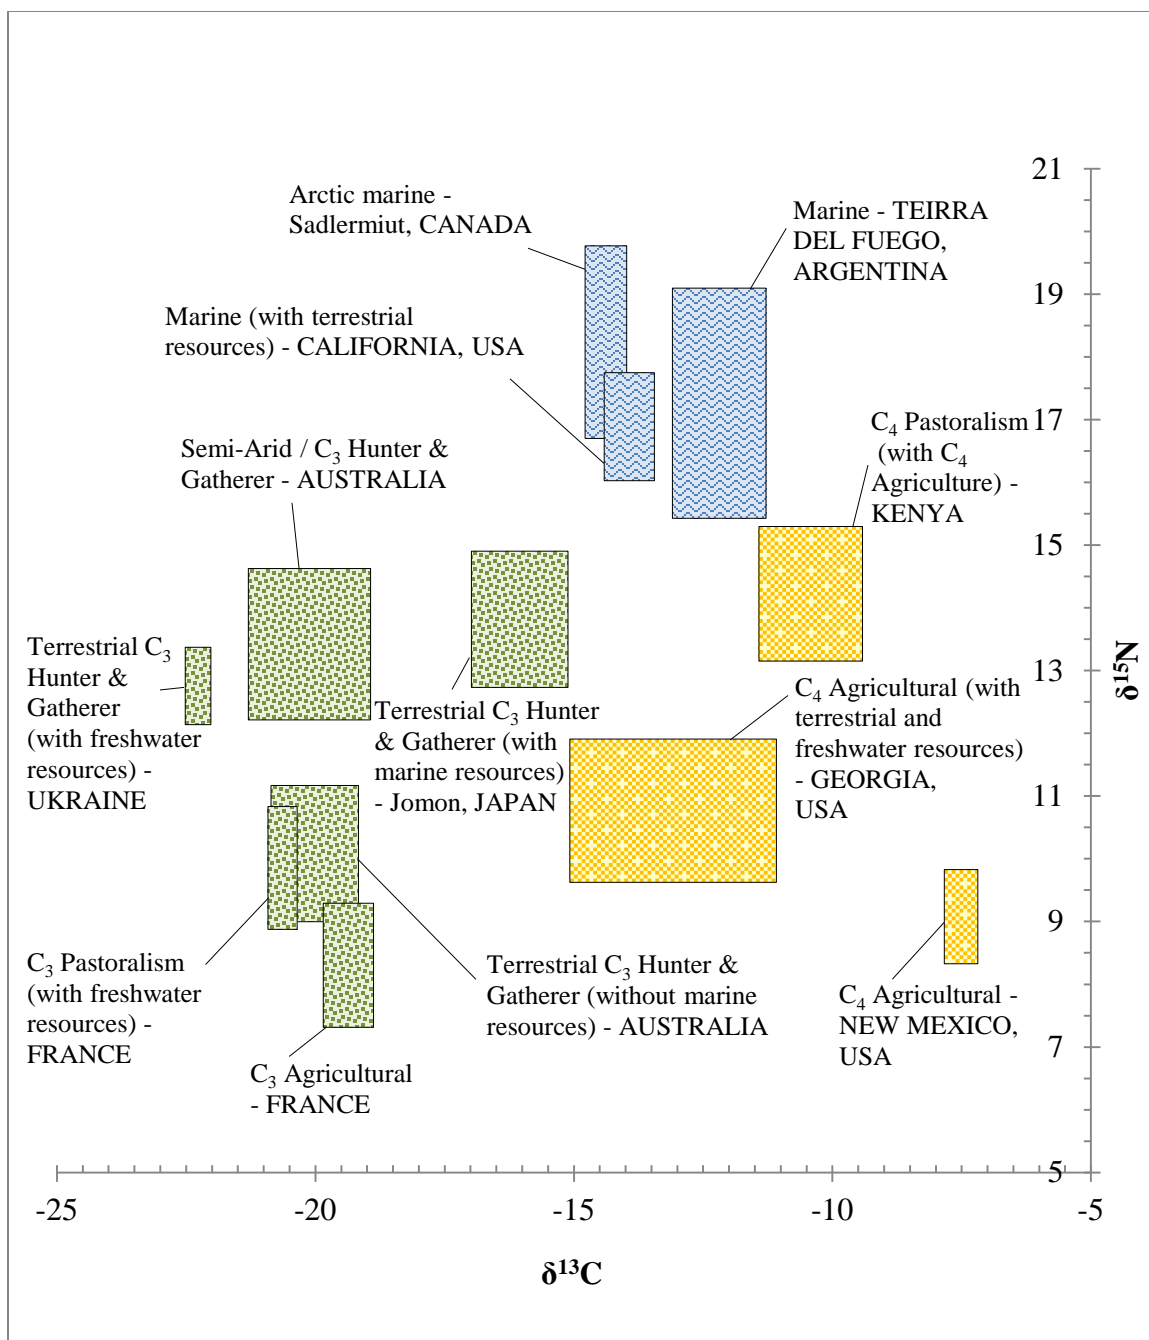 21
Arctic marine -
Sadlermiut, CANADA
Marine - TEIRRA
DEL FUEGO,
ARGENTINA
19
Marine (with terrestrial
resources) - CALIFORNIA, USA
17
C₄ Pastoralism
(with C₄
Agriculture) -
KENYA
Semi-Arid / C₃ Hunter &
Gatherer - AUSTRALIA
15
Terrestrial C₃
Hunter &
Gatherer
(with freshwater
resources) -
UKRAINE
13
δ¹⁵N
C₄ Agricultural (with
terrestrial and
freshwater resources)
- GEORGIA,
USA
Terrestrial C₃ Hunter
& Gatherer (with
marine resources)
- Jomon, JAPAN
11
9
C₃ Pastoralism
(with freshwater
resources) -
FRANCE
Terrestrial C₃ Hunter &
Gatherer (without marine
resources) - AUSTRALIA
C₄ Agricultural -
NEW MEXICO,
USA
7
C₃ Agricultural
- FRANCE
5
-25 -20 -15 -10 -5
δ¹³C